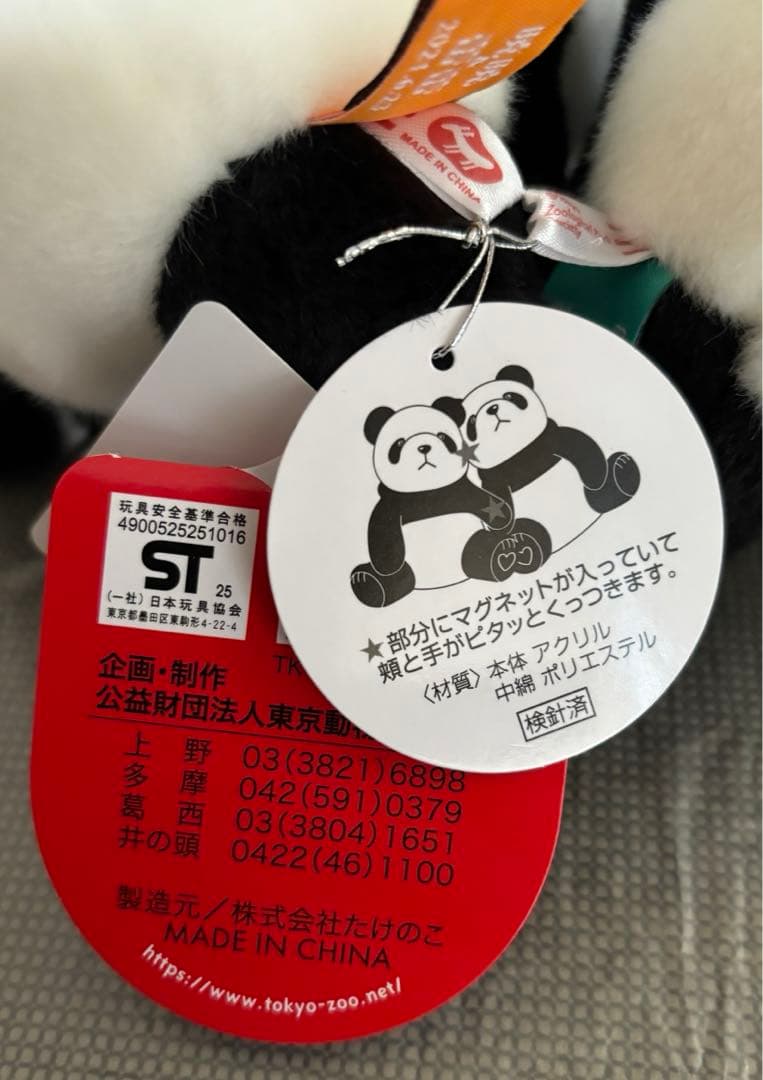 2021.6.23
MADE IN CHINA
★部分にマグネットが入っていて
頬と手がピタッとくっつきます。
〈材質〉本体 アクリル
中綿 ポリエステル
検針済
玩具安全基準合格
4900525251016
ST
25
(一社)日本玩具協会
東京都墨田区東駒形4-22-4
TK
企画・制作
公益財団法人東京動
上野 03(3821)6898
多摩 042(591)0379
葛西 03(3804)1651
井の頭 0422(46)1100
製造元/株式会社たけのこ
MADE IN CHINA
https://www.tokyo-zoo.net/